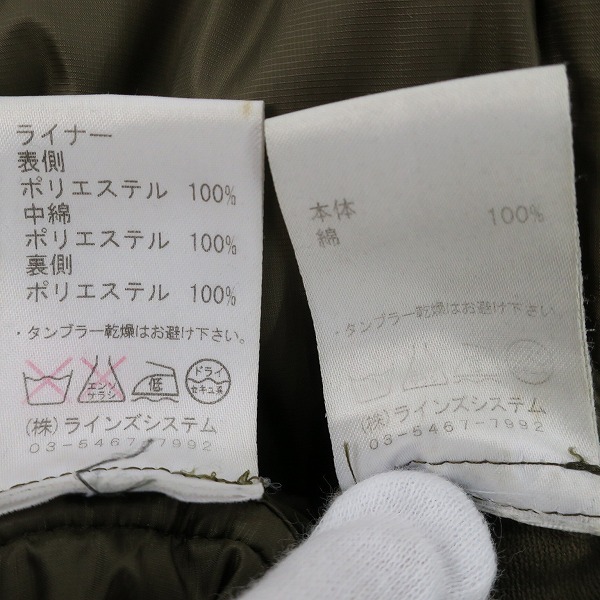 ライナー
表側
ポリエステル 100%
中綿
ポリエステル 100%
裏側
ポリエステル 100%
・タンブラー乾燥はお避け下さい。
エンソ サラシ 低 ドライ セキユ系
(株)ラインズシステム
03-5467-7992
本体
綿 100%
・タンブラー乾燥はお避け下さい。
(株)ラインズシステム
03-5467-7992